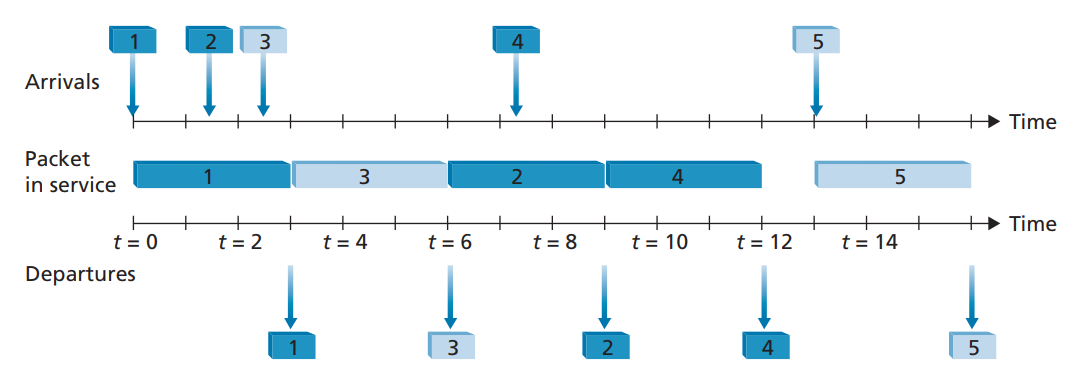 1 2 3 4 5
Arrivals
Time
Packet
in service
1 3 2 4 5
Time
t = 0 t = 2 t = 4 t = 6 t = 8 t = 10 t = 12 t = 14
Departures
1 3 2 4 5